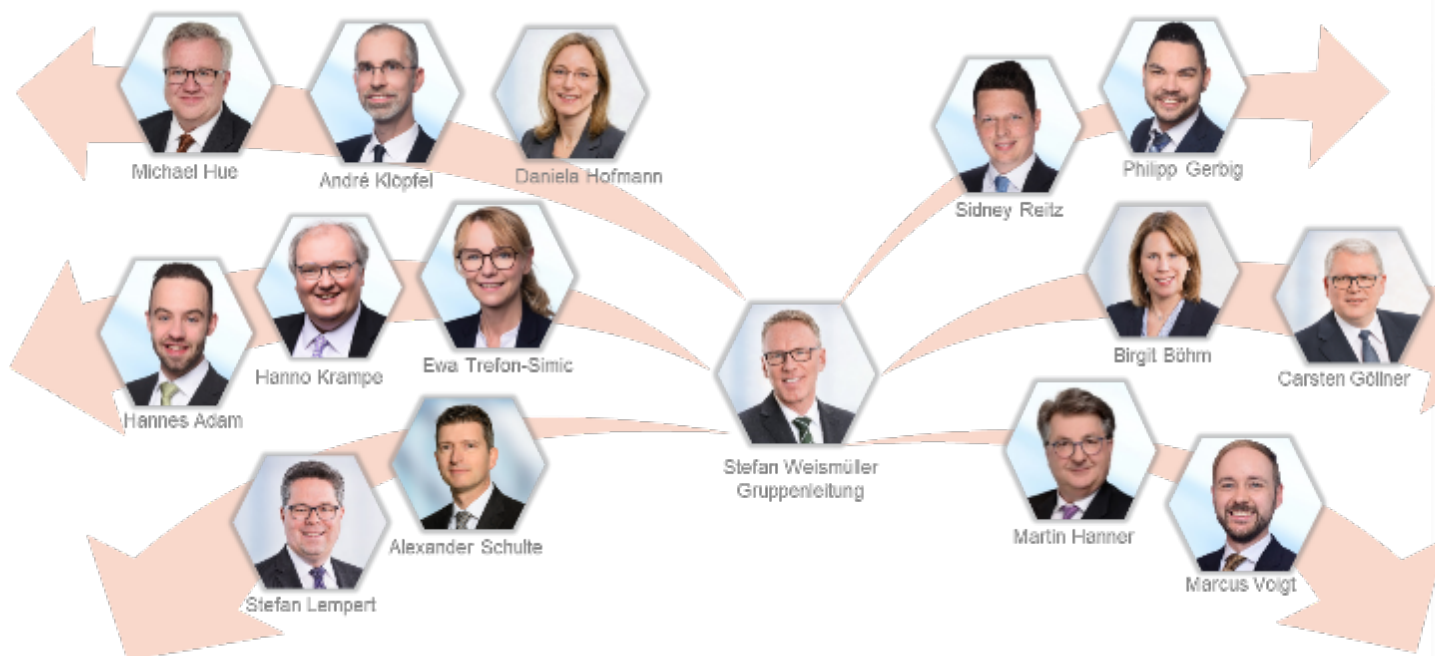 Michael Hue
André Klöpfel
Daniela Hofmann
Sidney Reitz
Philipp Gerbig
Hannes Adam
Hanno Krampe
Ewa Trefon-Simic
Birgit Böhm
Carsten Göllner
Stefan Weismüller
Gruppenleitung
Stefan Lempert
Alexander Schulte
Martin Hanner
Marcus Voigt